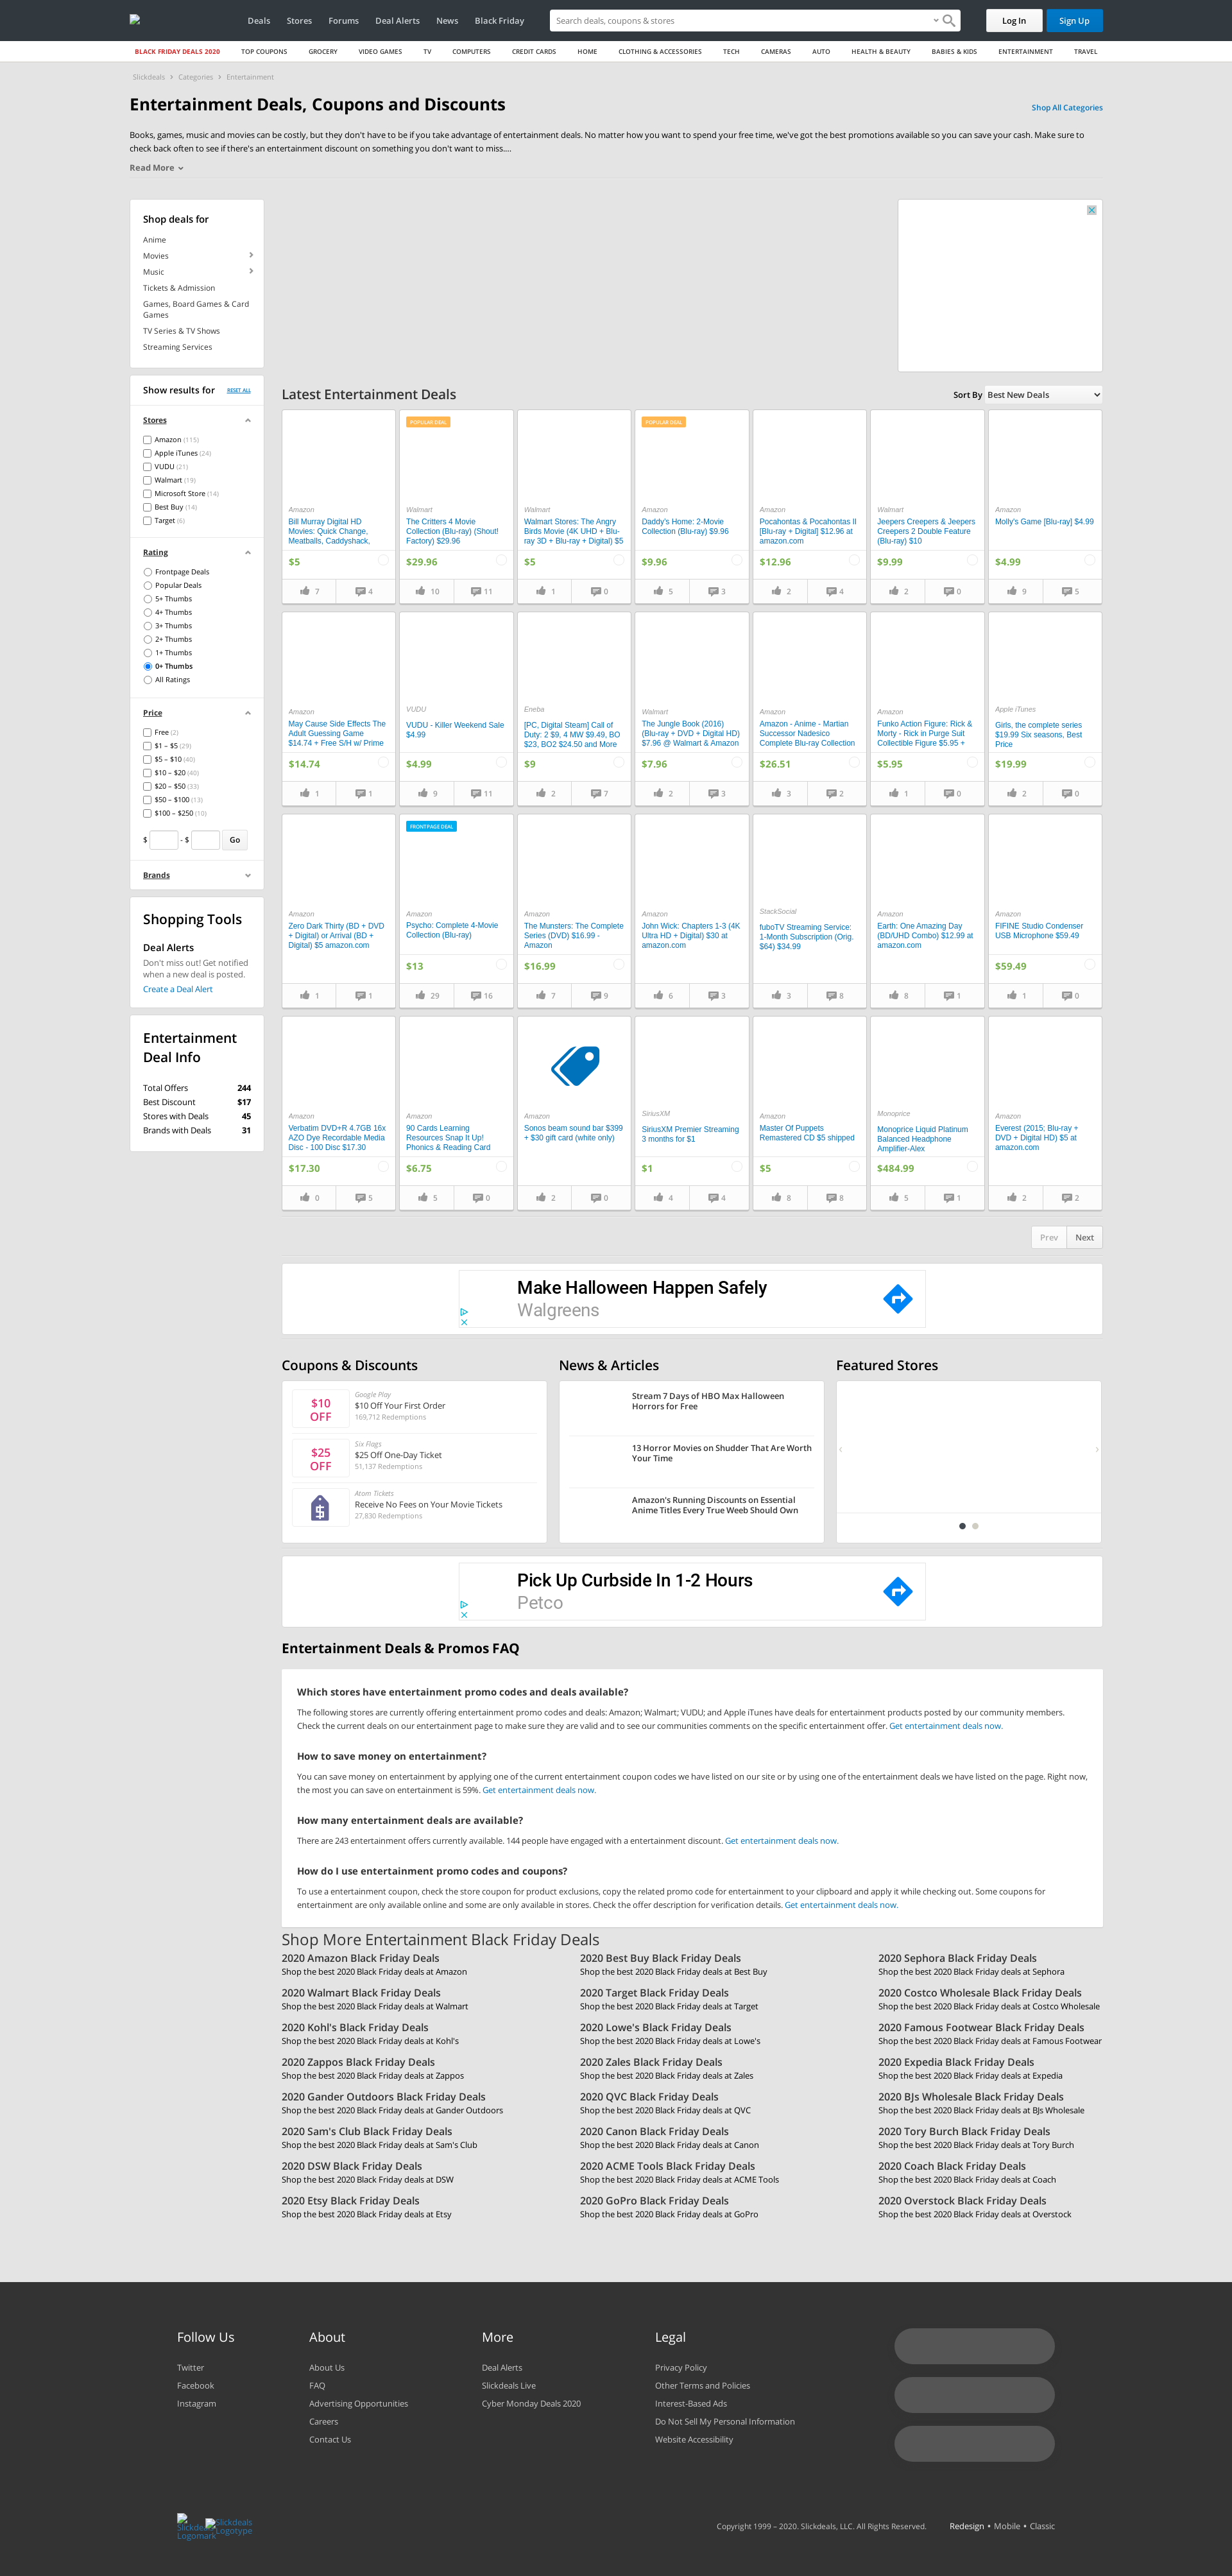 Deals
Stores
Forums
Deal Alerts
News
Black Friday
Search deals, coupons & stores
Log In
Sign Up
BLACK FRIDAY DEALS 2020
TOP COUPONS
GROCERY
VIDEO GAMES
TV
COMPUTERS
CREDIT CARDS
HOME
CLOTHING & ACCESSORIES
TECH
CAMERAS
AUTO
HEALTH & BEAUTY
BABIES & KIDS
ENTERTAINMENT
TRAVEL
Slickdeals
Categories
Entertainment
Entertainment Deals, Coupons and Discounts
Shop All Categories
Books, games, music and movies can be costly, but they don't have to be if you take advantage of entertainment deals. No matter how you want to spend your free time, we've got the best promotions available so you can save your cash. Make sure to
check back often to see if there's an entertainment discount on something you don't want to miss....
Read More
Shop deals for
Anime
Movies
Music
Tickets & Admission
Games, Board Games & Card
Games
TV Series & TV Shows
Streaming Services
Show results for
RESET ALL
Stores
Amazon (115)
Apple iTunes (24)
VUDU (21)
Walmart (19)
Microsoft Store (14)
Best Buy (14)
Target (6)
Rating
Frontpage Deals
Popular Deals
5+ Thumbs
4+ Thumbs
3+ Thumbs
2+ Thumbs
1+ Thumbs
0+ Thumbs
All Ratings
Price
Free (2)
$1 – $5 (29)
$5 – $10 (40)
$10 – $20 (40)
$20 – $50 (33)
$50 – $100 (13)
$100 – $250 (10)
$ - $ Go
Brands
Shopping Tools
Deal Alerts
Don't miss out! Get notified
when a new deal is posted.
Create a Deal Alert
Entertainment
Deal Info
Total Offers 244
Best Discount $17
Stores with Deals 45
Brands with Deals 31
Latest Entertainment Deals
Sort By Best New Deals
Amazon
Bill Murray Digital HD
Movies: Quick Change,
Meatballs, Caddyshack,
$5
7 4
POPULAR DEAL
Walmart
The Critters 4 Movie
Collection (Blu-ray) (Shout!
Factory) $29.96
$29.96
10 11
Walmart
Walmart Stores: The Angry
Birds Movie (4K UHD + Blu-
ray 3D + Blu-ray + Digital) $5
$5
1 0
POPULAR DEAL
Amazon
Daddy's Home: 2-Movie
Collection (Blu-ray) $9.96
$9.96
5 3
Amazon
Pocahontas & Pocahontas II
[Blu-ray + Digital] $12.96 at
amazon.com
$12.96
2 4
Walmart
Jeepers Creepers & Jeepers
Creepers 2 Double Feature
(Blu-ray) $10
$9.99
2 0
Amazon
Molly's Game [Blu-ray] $4.99
$4.99
9 5
Amazon
May Cause Side Effects The
Adult Guessing Game
$14.74 + Free S/H w/ Prime
$14.74
1 1
VUDU
VUDU - Killer Weekend Sale
$4.99
$4.99
9 11
Eneba
[PC, Digital Steam] Call of
Duty: 2 $9, 4 MW $9.49, BO
$23, BO2 $24.50 and More
$9
2 7
Walmart
The Jungle Book (2016)
(Blu-ray + DVD + Digital HD)
$7.96 @ Walmart & Amazon
$7.96
2 3
Amazon
Amazon - Anime - Martian
Successor Nadesico
Complete Blu-ray Collection
$26.51
3 2
Amazon
Funko Action Figure: Rick &
Morty - Rick in Purge Suit
Collectible Figure $5.95 +
$5.95
1 0
Apple iTunes
Girls, the complete series
$19.99 Six seasons, Best
Price
$19.99
2 0
Amazon
Zero Dark Thirty (BD + DVD
+ Digital) or Arrival (BD +
Digital) $5 amazon.com
1 1
FRONTPAGE DEAL
Amazon
Psycho: Complete 4-Movie
Collection (Blu-ray)
$13
29 16
Amazon
The Munsters: The Complete
Series (DVD) $16.99 -
Amazon
$16.99
7 9
Amazon
John Wick: Chapters 1-3 (4K
Ultra HD + Digital) $30 at
amazon.com
6 3
StackSocial
fuboTV Streaming Service:
1-Month Subscription (Orig.
$64) $34.99
3 8
Amazon
Earth: One Amazing Day
(BD/UHD Combo) $12.99 at
amazon.com
8 1
Amazon
FIFINE Studio Condenser
USB Microphone $59.49
$59.49
1 0
Amazon
Verbatim DVD+R 4.7GB 16x
AZO Dye Recordable Media
Disc - 100 Disc $17.30
$17.30
0 5
Amazon
90 Cards Learning
Resources Snap It Up!
Phonics & Reading Card
$6.75
5 0
Amazon
Sonos beam sound bar $399
+ $30 gift card (white only)
2 0
SiriusXM
SiriusXM Premier Streaming
3 months for $1
$1
4 4
Amazon
Master Of Puppets
Remastered CD $5 shipped
$5
8 8
Monoprice
Monoprice Liquid Platinum
Balanced Headphone
Amplifier-Alex
$484.99
5 1
Amazon
Everest (2015; Blu-ray +
DVD + Digital HD) $5 at
amazon.com
2 2
Prev
Next
Make Halloween Happen Safely
Walgreens
Coupons & Discounts
$10
OFF
Google Play
$10 Off Your First Order
169,712 Redemptions
$25
OFF
Six Flags
$25 Off One-Day Ticket
51,137 Redemptions
Atom Tickets
Receive No Fees on Your Movie Tickets
27,830 Redemptions
News & Articles
Stream 7 Days of HBO Max Halloween
Horrors for Free
13 Horror Movies on Shudder That Are Worth
Your Time
Amazon's Running Discounts on Essential
Anime Titles Every True Weeb Should Own
Featured Stores
Pick Up Curbside In 1-2 Hours
Petco
Entertainment Deals & Promos FAQ
Which stores have entertainment promo codes and deals available?
The following stores are currently offering entertainment promo codes and deals: Amazon; Walmart; VUDU; and Apple iTunes have deals for entertainment products posted by our community members.
Check the current deals on our entertainment page to make sure they are valid and to see our communities comments on the specific entertainment offer. Get entertainment deals now.
How to save money on entertainment?
You can save money on entertainment by applying one of the current entertainment coupon codes we have listed on our site or by using one of the entertainment deals we have listed on the page. Right now,
the most you can save on entertainment is 59%. Get entertainment deals now.
How many entertainment deals are available?
There are 243 entertainment offers currently available. 144 people have engaged with a entertainment discount. Get entertainment deals now.
How do I use entertainment promo codes and coupons?
To use a entertainment coupon, check the store coupon for product exclusions, copy the related promo code for entertainment to your clipboard and apply it while checking out. Some coupons for
entertainment are only available online and some are only available in stores. Check the offer description for verification details. Get entertainment deals now.
Shop More Entertainment Black Friday Deals
2020 Amazon Black Friday Deals
Shop the best 2020 Black Friday deals at Amazon
2020 Best Buy Black Friday Deals
Shop the best 2020 Black Friday deals at Best Buy
2020 Sephora Black Friday Deals
Shop the best 2020 Black Friday deals at Sephora
2020 Walmart Black Friday Deals
Shop the best 2020 Black Friday deals at Walmart
2020 Target Black Friday Deals
Shop the best 2020 Black Friday deals at Target
2020 Costco Wholesale Black Friday Deals
Shop the best 2020 Black Friday deals at Costco Wholesale
2020 Kohl's Black Friday Deals
Shop the best 2020 Black Friday deals at Kohl's
2020 Lowe's Black Friday Deals
Shop the best 2020 Black Friday deals at Lowe's
2020 Famous Footwear Black Friday Deals
Shop the best 2020 Black Friday deals at Famous Footwear
2020 Zappos Black Friday Deals
Shop the best 2020 Black Friday deals at Zappos
2020 Zales Black Friday Deals
Shop the best 2020 Black Friday deals at Zales
2020 Expedia Black Friday Deals
Shop the best 2020 Black Friday deals at Expedia
2020 Gander Outdoors Black Friday Deals
Shop the best 2020 Black Friday deals at Gander Outdoors
2020 QVC Black Friday Deals
Shop the best 2020 Black Friday deals at QVC
2020 BJs Wholesale Black Friday Deals
Shop the best 2020 Black Friday deals at BJs Wholesale
2020 Sam's Club Black Friday Deals
Shop the best 2020 Black Friday deals at Sam's Club
2020 Canon Black Friday Deals
Shop the best 2020 Black Friday deals at Canon
2020 Tory Burch Black Friday Deals
Shop the best 2020 Black Friday deals at Tory Burch
2020 DSW Black Friday Deals
Shop the best 2020 Black Friday deals at DSW
2020 ACME Tools Black Friday Deals
Shop the best 2020 Black Friday deals at ACME Tools
2020 Coach Black Friday Deals
Shop the best 2020 Black Friday deals at Coach
2020 Etsy Black Friday Deals
Shop the best 2020 Black Friday deals at Etsy
2020 GoPro Black Friday Deals
Shop the best 2020 Black Friday deals at GoPro
2020 Overstock Black Friday Deals
Shop the best 2020 Black Friday deals at Overstock
Follow Us
Twitter
Facebook
Instagram
About
About Us
FAQ
Advertising Opportunities
Careers
Contact Us
More
Deal Alerts
Slickdeals Live
Cyber Monday Deals 2020
Legal
Privacy Policy
Other Terms and Policies
Interest-Based Ads
Do Not Sell My Personal Information
Website Accessibility
Slickdeals
Logomark
Slickdeals
Logotype
Copyright 1999 – 2020. Slickdeals, LLC. All Rights Reserved.
Redesign • Mobile • Classic